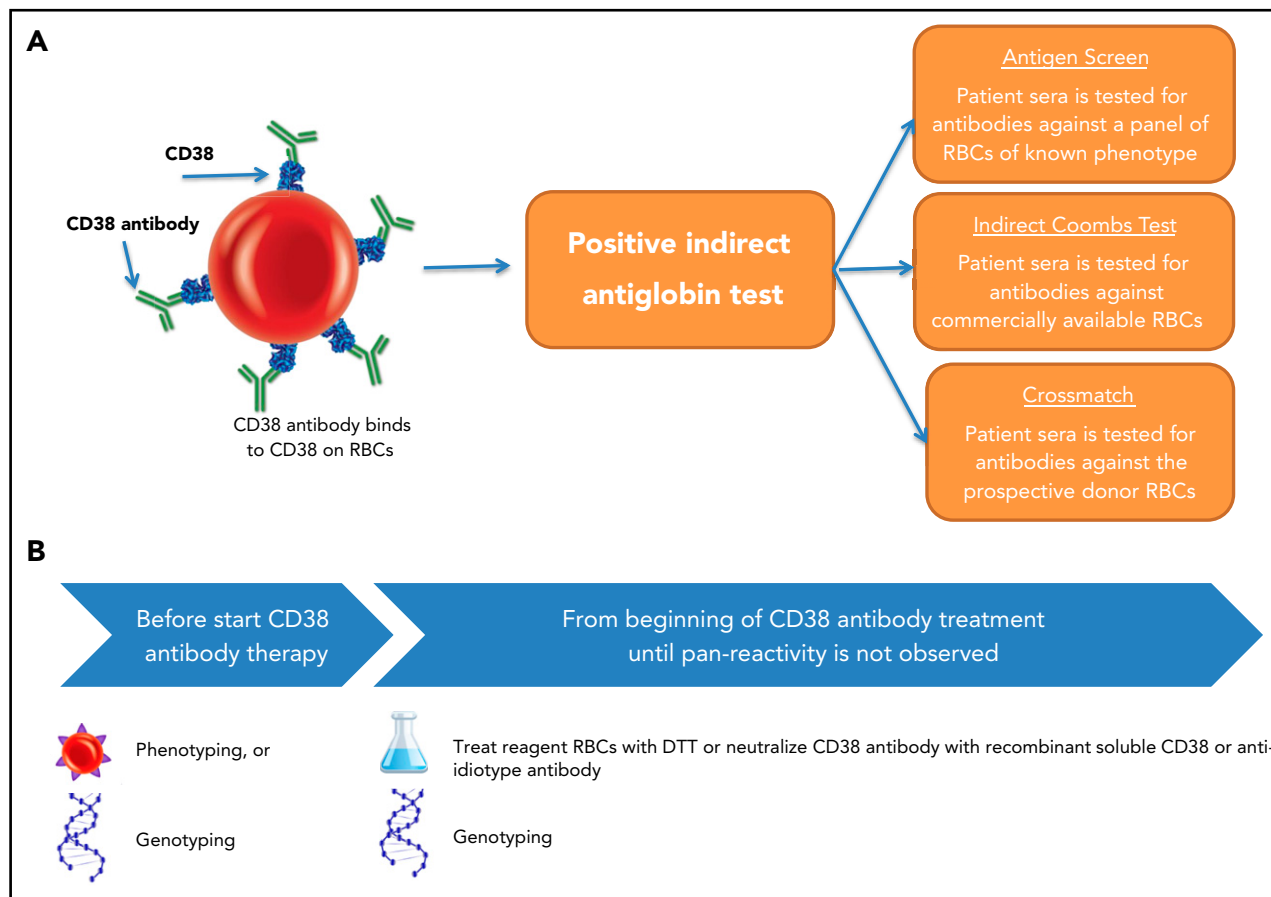 A
CD38
CD38 antibody
CD38 antibody binds
to CD38 on RBCs
Positive indirect
antiglobin test
Antigen Screen
Patient sera is tested for
antibodies against a panel of
RBCs of known phenotype
Indirect Coombs Test
Patient sera is tested for
antibodies against
commercially available RBCs
Crossmatch
Patient sera is tested for
antibodies against the
prospective donor RBCs
B
Before start CD38
antibody therapy
From beginning of CD38 antibody treatment
until pan-reactivity is not observed
Phenotyping, or
Genotyping
Treat reagent RBCs with DTT or neutralize CD38 antibody with recombinant soluble CD38 or anti-
idiotype antibody
Genotyping